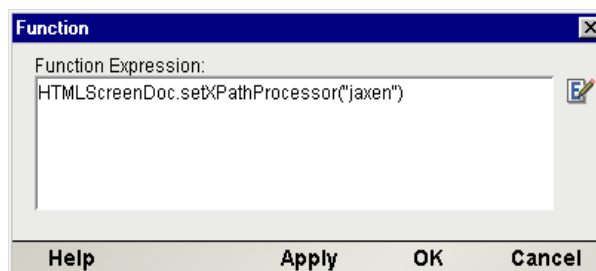 Function
Function Expression:
HTMLScreenDoc.setXPathProcessor("jaxen")
E
Help Apply OK Cancel